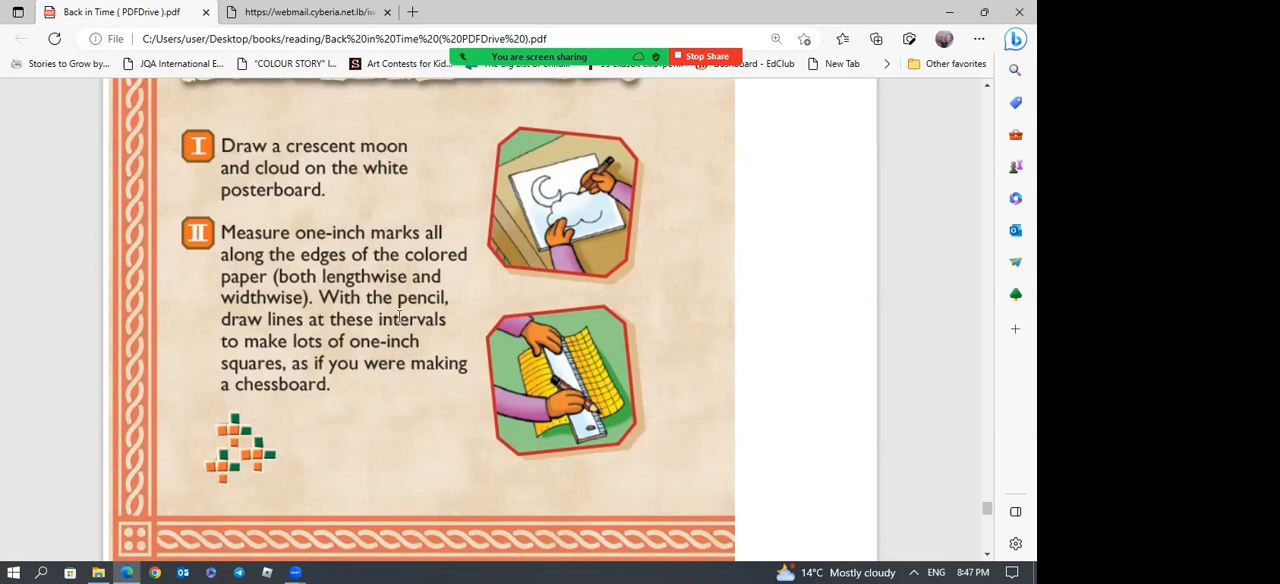 Back in Time ( PDFDrive ).pdf
https://webmail.cyberia.net.lb/iw
File
C:/Users/user/Desktop/books/reading/Back%20in%20Time%20(%20PDFDrive%20).pdf
You are screen sharing
Stop Share
Stories to Grow by...
JQA International E...
"COLOUR STORY" I...
Art Contests for Kid...
Dashboard - EdClub
New Tab
Other favorites
I Draw a crescent moon
and cloud on the white
posterboard.
II Measure one-inch marks all
along the edges of the colored
paper (both lengthwise and
widthwise). With the pencil,
draw lines at these intervals
to make lots of one-inch
squares, as if you were making
a chessboard.
14°C Mostly cloudy
ENG
8:47 PM